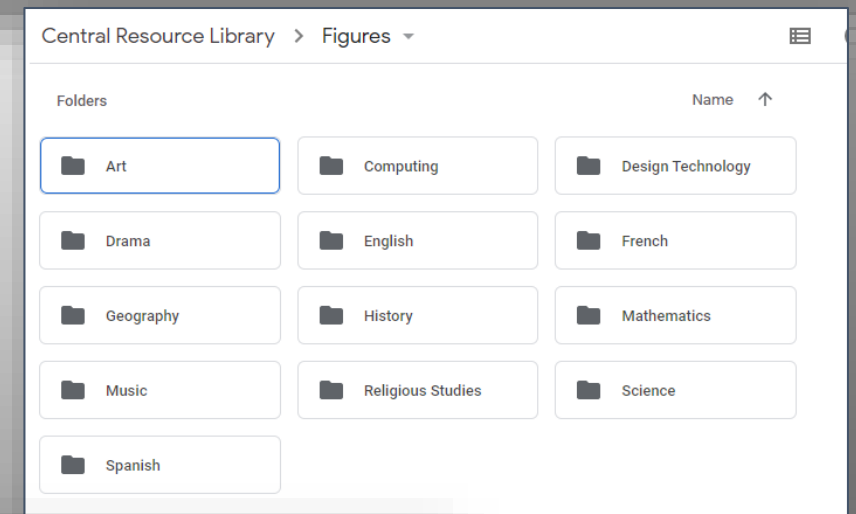 Central Resource Library > Figures
Folders Name
Art Computing Design Technology
Drama English French
Geography History Mathematics
Music Religious Studies Science
Spanish